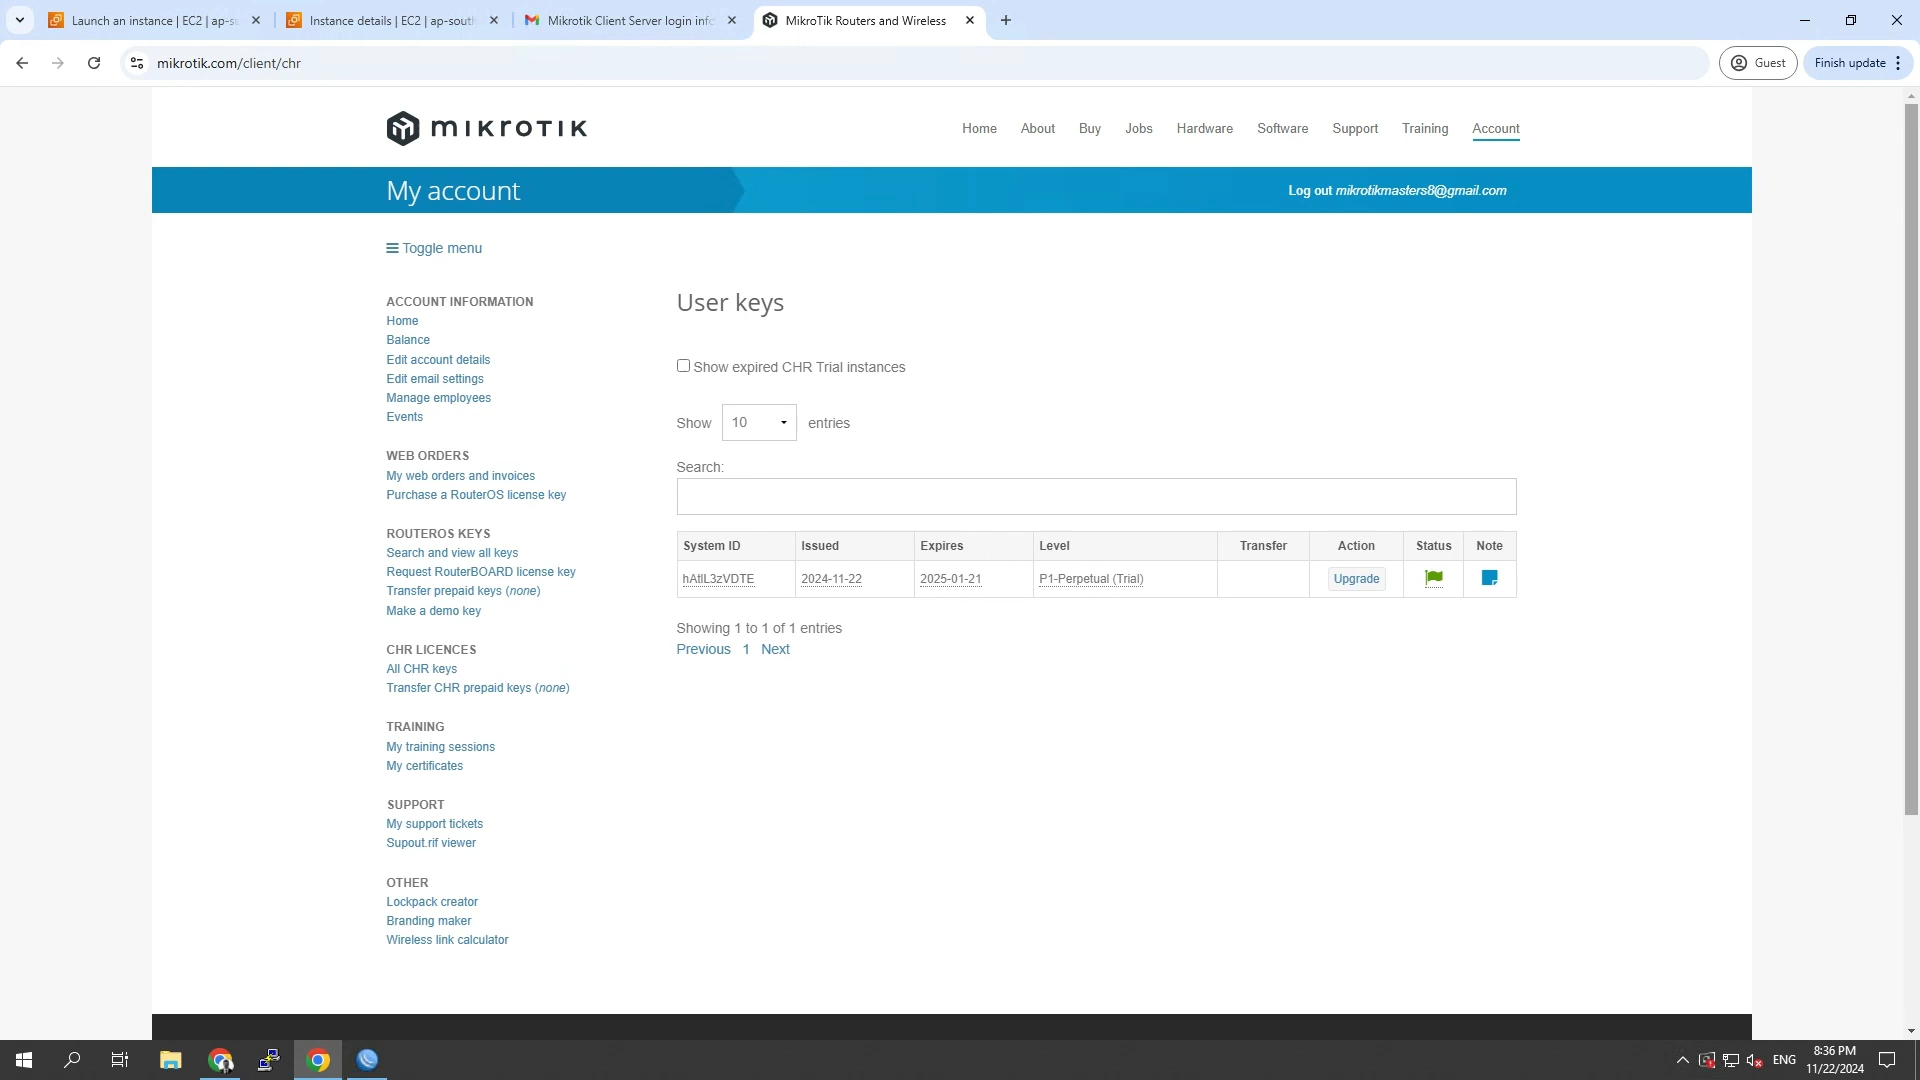 Launch an instance | EC2 | ap-s
Instance details | EC2 | ap-sout
Mikrotik Client Server login info
MikroTik Routers and Wireless
mikrotik.com/client/chr
Guest
Finish update
MIKROTIK
Home
About
Buy
Jobs
Hardware
Software
Support
Training
Account
My account
Log out mikrotikmasters8@gmail.com
Toggle menu
ACCOUNT INFORMATION
Home
Balance
Edit account details
Edit email settings
Manage employees
Events
WEB ORDERS
My web orders and invoices
Purchase a RouterOS license key
ROUTEROS KEYS
Search and view all keys
Request RouterBOARD license key
Transfer prepaid keys (none)
Make a demo key
CHR LICENCES
All CHR keys
Transfer CHR prepaid keys (none)
TRAINING
My training sessions
My certificates
SUPPORT
My support tickets
Supout.rif viewer
OTHER
Lockpack creator
Branding maker
Wireless link calculator
User keys
Show expired CHR Trial instances
Show 10 entries
Search:
System ID Issued Expires Level Transfer Action Status Note
hAtlL3zVDTE 2024-11-22 2025-01-21 P1-Perpetual (Trial) Upgrade
Showing 1 to 1 of 1 entries
Previous 1 Next
ENG
8:36 PM
11/22/2024